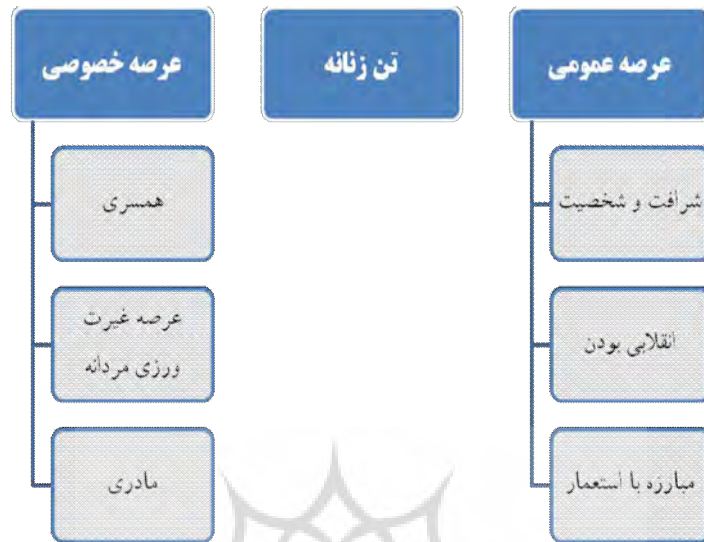 عرصه عمومی
شرافت و شخصیت
انقلابی بودن
مبارزه با استعمار
تن زنانه
عرصه خصوصی
همسری
عرصه غیرت
ورزی مردانه
مادری